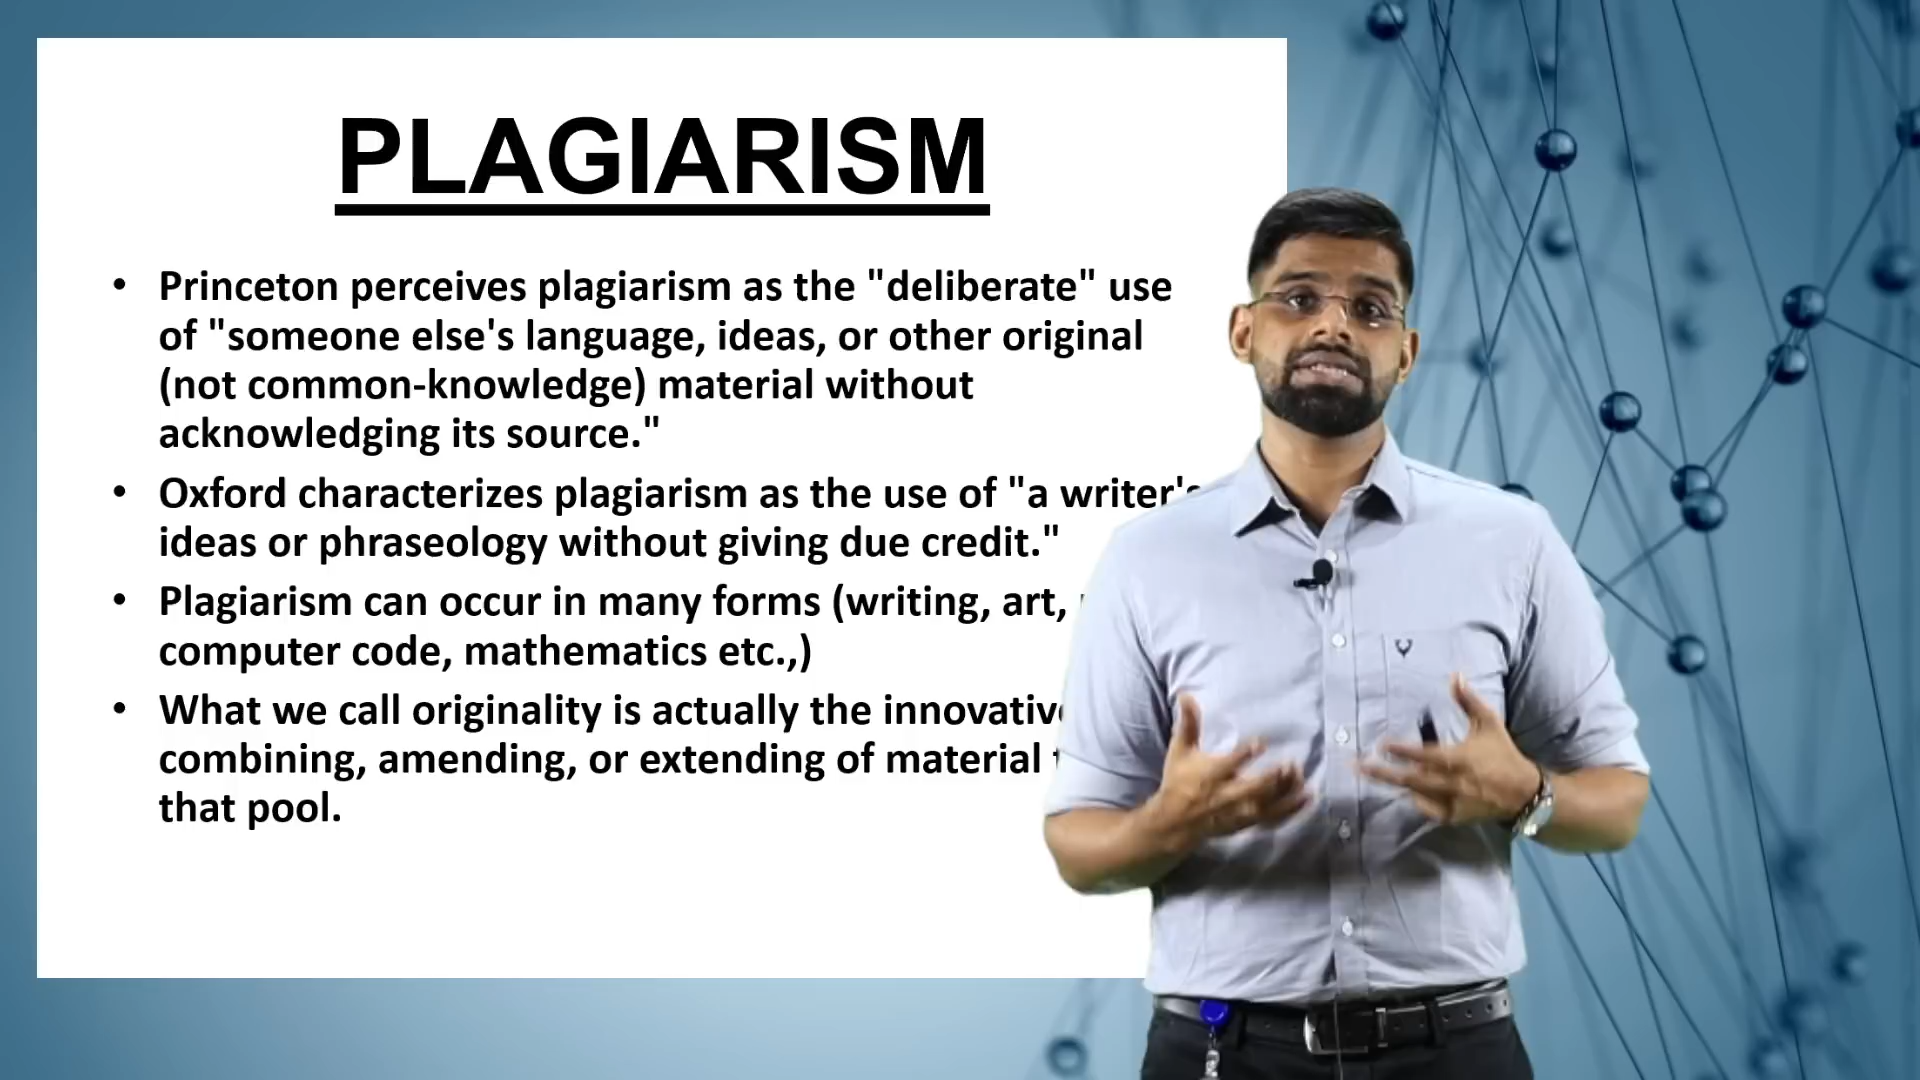 PLAGIARISM
• Princeton perceives plagiarism as the "deliberate" use
of "someone else's language, ideas, or other original
(not common-knowledge) material without
acknowledging its source."
• Oxford characterizes plagiarism as the use of "a writer's
ideas or phraseology without giving due credit."
• Plagiarism can occur in many forms (writing, art,
computer code, mathematics etc.,)
• What we call originality is actually the innovative
combining, amending, or extending of material
that pool.